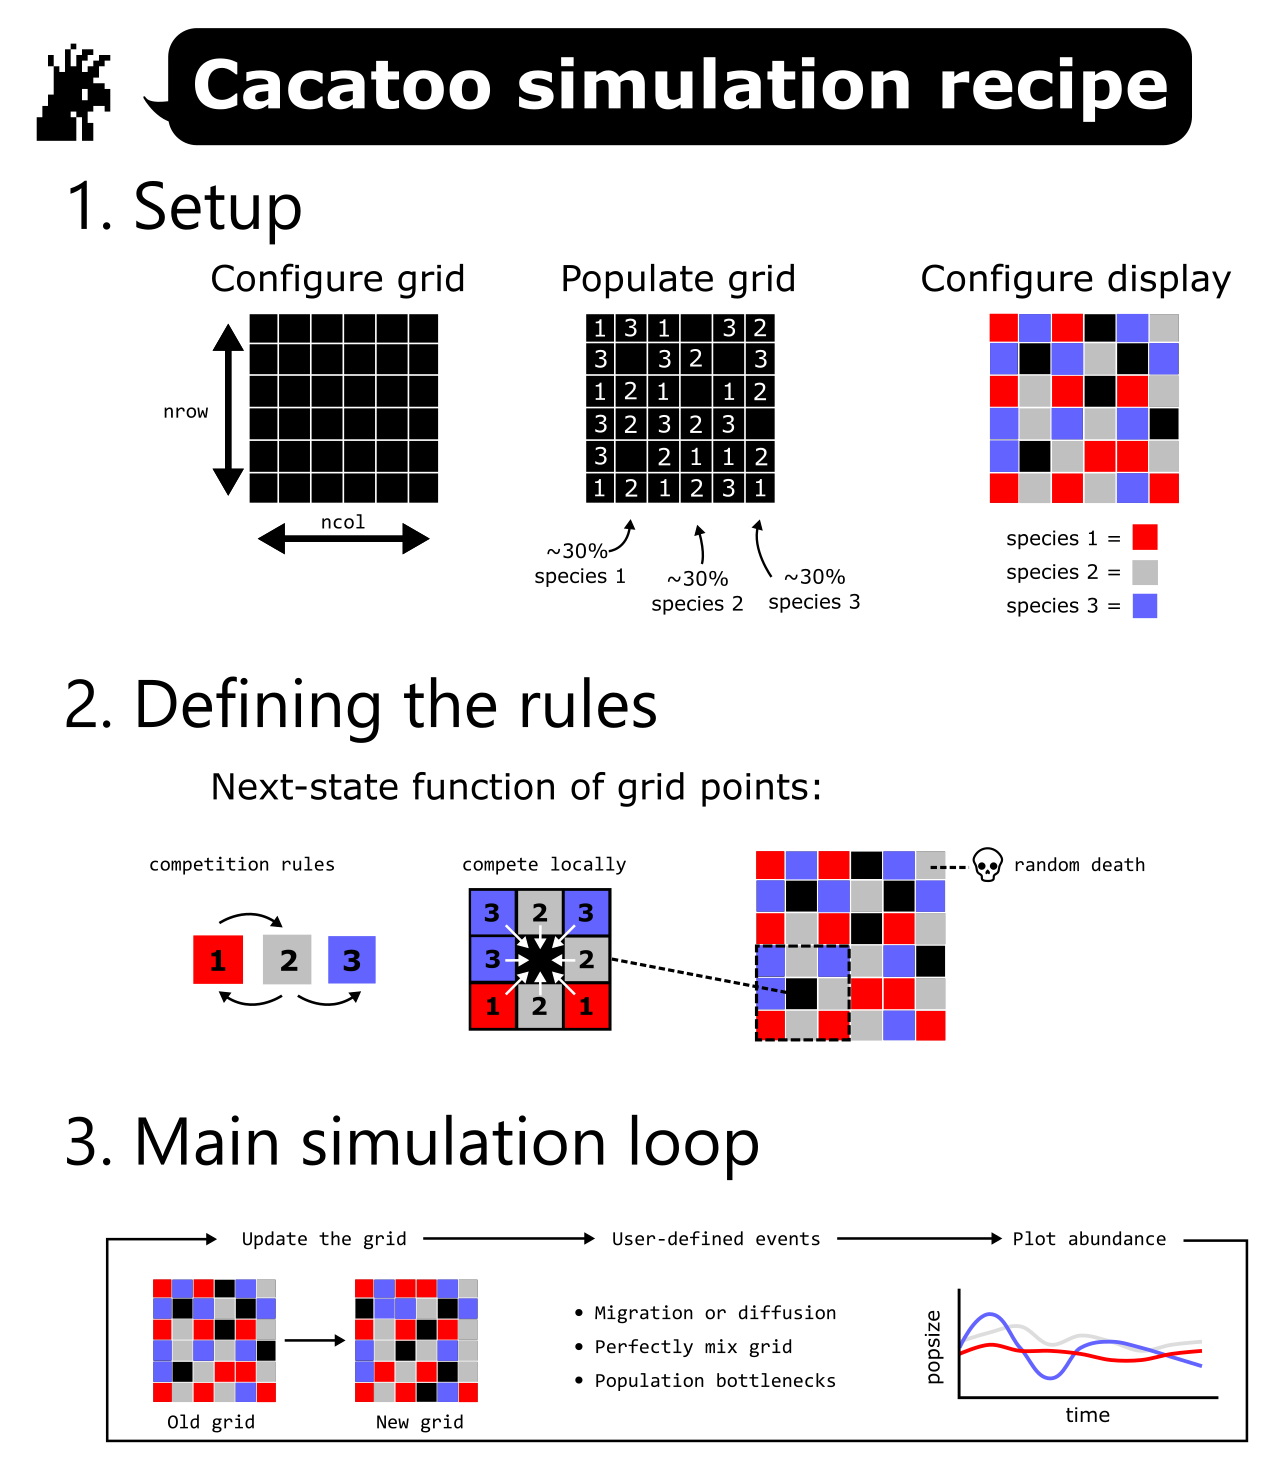 Cacatoo simulation recipe
1. Setup
Configure grid
Populate grid
Configure display
nrow
ncol
1 3 1 3 2
3 3 2 3
1 2 1 1 2
3 2 3 2 3
3 2 1 1 2
1 2 1 2 3 1
~30%
species 1
~30%
species 2
~30%
species 3
species 1 =
species 2 =
species 3 =
2. Defining the rules
Next-state function of grid points:
competition rules
1 2 3
compete locally
3 2 3
3 2
1 2 1
random death
3. Main simulation loop
Update the grid
User-defined events
Plot abundance
Old grid
New grid
• Migration or diffusion
• Perfectly mix grid
• Population bottlenecks
popsize
time